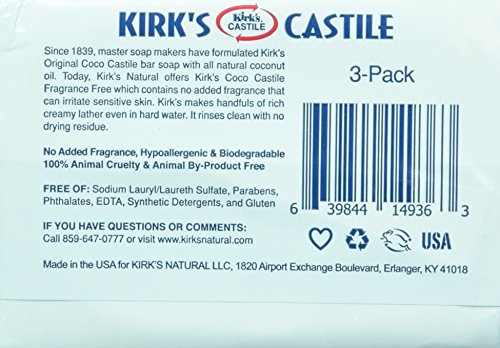 KIRK'S Kirk's CASTILE CASTILE
Since 1839, master soap makers have formulated Kirk's
Original Coco Castile bar soap with all natural coconut
oil. Today, Kirk's Natural offers Kirk's Coco Castile
Fragrance Free which contains no added fragrance that
can irritate sensitive skin. Kirk's makes handfuls of rich
creamy lather even in hard water. It rinses clean with no
drying residue.
3-Pack
No Added Fragrance, Hypoallergenic & Biodegradable
100% Animal Cruelty & Animal By-Product Free
FREE OF: Sodium Lauryl/Laureth Sulfate, Parabens,
Phthalates, EDTA, Synthetic Detergents, and Gluten
6 39844 14936 3
IF YOU HAVE QUESTIONS OR COMMENTS:
Call 859-647-0777 or visit www.kirksnatural.com
USA
Made in the USA for KIRK'S NATURAL LLC, 1820 Airport Exchange Boulevard, Erlanger, KY 41018